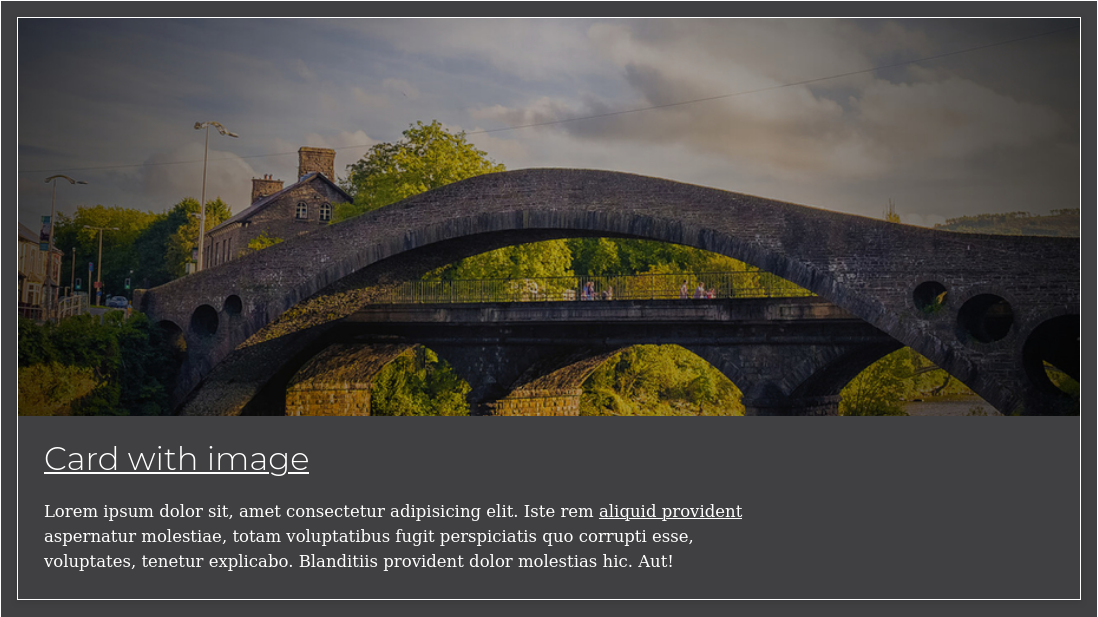 Card with image
Lorem ipsum dolor sit, amet consectetur adipisicing elit. Iste rem aliquid provident
aspernatur molestiae, totam voluptatibus fugit perspiciatis quo corrupti esse,
voluptates, tenetur explicabo. Blanditiis provident dolor molestias hic. Aut!